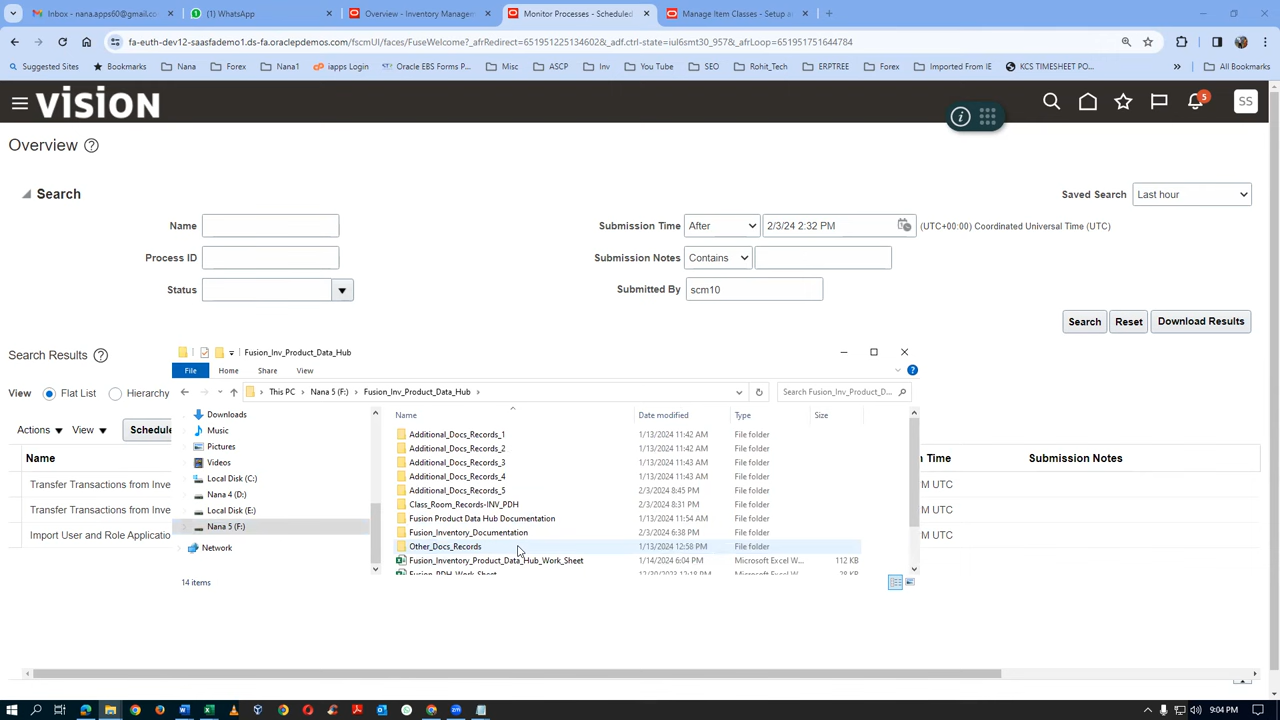 Inbox - nana.apps60@gmail.co
(1) WhatsApp
Overview - Inventory Managem
Monitor Processes - Scheduled
Manage Item Classes - Setup a
fa-euth-dev12-saasfademo1.ds-fa.oraclepdemos.com/fscmUI/faces/FuseWelcome?_afrRedirect=651951225134602&_adf.ctrl-state=iul6smt30_957&_afrLoop=651951751644784
Suggested Sites
Bookmarks
Nana
Forex
Nana1
iapps Login
Oracle EBS Forms P...
Misc
ASCP
Inv
You Tube
SEO
Rohit_Tech
ERPTREE
Forex
Imported From IE
KCS TIMESHEET PO...
»
All Bookmarks
VISION
5
SS
Overview
Search
Saved Search Last hour
Name
Submission Time After 2/3/24 2:32 PM (UTC+00:00) Coordinated Universal Time (UTC)
Process ID
Submission Notes Contains
Status
Submitted By scm10
Search Reset Download Results
Search Results
View Flat List Hierarchy
Actions View Schedule
Name
n Time Submission Notes
Transfer Transactions from Inve M UTC
Transfer Transactions from Inve M UTC
Import User and Role Applicatio M UTC
Fusion_Inv_Product_Data_Hub
File Home Share View
This PC > Nana 5 (F:) > Fusion_Inv_Product_Data_Hub >
Search Fusion_Inv_Product_D...
Name Date modified Type Size
Downloads
Music
Pictures
Videos
Local Disk (C:)
Nana 4 (D:)
Local Disk (E:)
Nana 5 (F:)
Network
Additional_Docs_Records_1 1/13/2024 11:42 AM File folder
Additional_Docs_Records_2 1/13/2024 11:42 AM File folder
Additional_Docs_Records_3 1/13/2024 11:43 AM File folder
Additional_Docs_Records_4 1/13/2024 11:43 AM File folder
Additional_Docs_Records_5 2/3/2024 8:45 PM File folder
Class_Room_Records-INV_PDH 2/3/2024 8:31 PM File folder
Fusion Product Data Hub Documentation 1/13/2024 11:54 AM File folder
Fusion_Inventory_Documentation 2/3/2024 6:38 PM File folder
Other_Docs_Records 1/13/2024 12:58 PM File folder
Fusion_Inventory_Product_Data_Hub_Work_Sheet 1/14/2024 6:04 PM Microsoft Excel W... 112 KB
Fusion_PDH_Work_Sheet 12/30/2023 12:18 PM Microsoft Excel W... 28 KB
14 items
9:04 PM